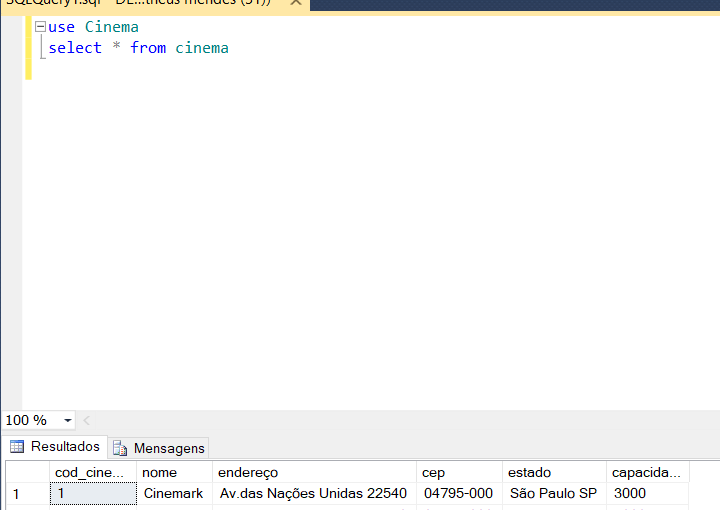 SQLQuery1.sql - DE...theus mendes (51))
use Cinema
select * from cinema
100 %
Resultados Mensagens
cod_cine... nome endereço cep estado capacida...
1 1 Cinemark Av.das Nações Unidas 22540 04795-000 São Paulo SP 3000